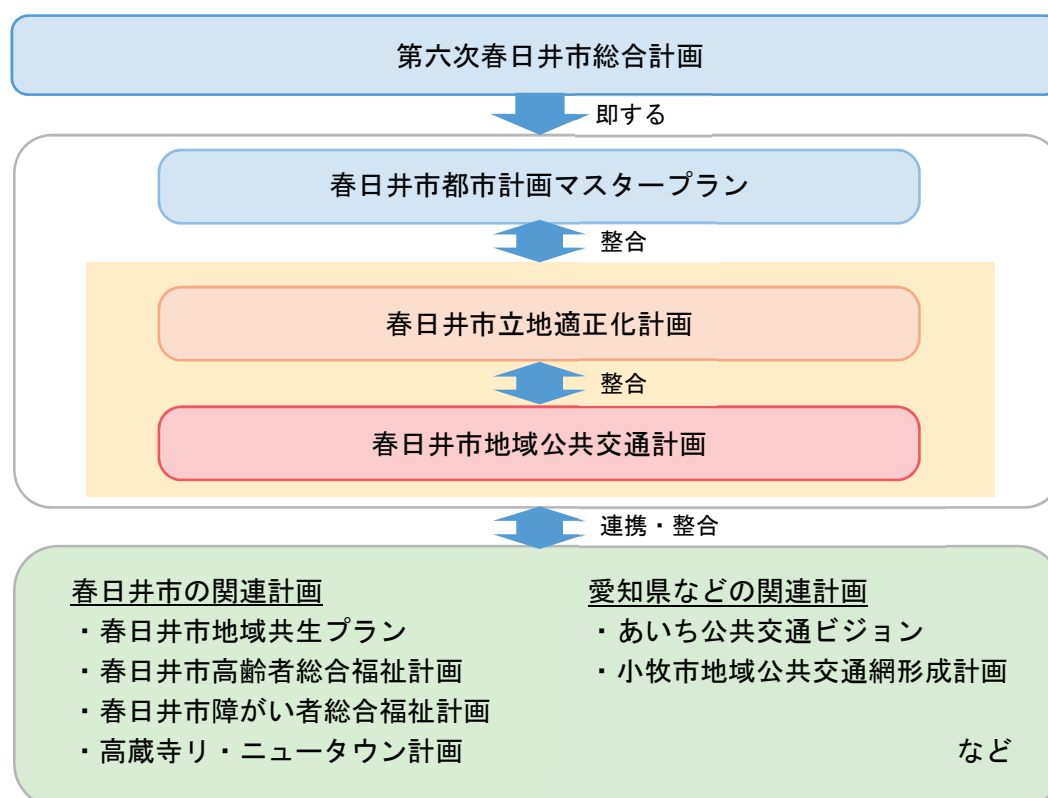 第六次春日井市総合計画
即する
春日井市都市計画マスタープラン
整合
春日井市立地適正化計画
整合
春日井市地域公共交通計画
連携・整合
春日井市の関連計画
・春日井市地域共生プラン
・春日井市高齢者総合福祉計画
・春日井市障がい者総合福祉計画
・高蔵寺リ・ニュータウン計画
愛知県などの関連計画
・あいち公共交通ビジョン
・小牧市地域公共交通網形成計画
など